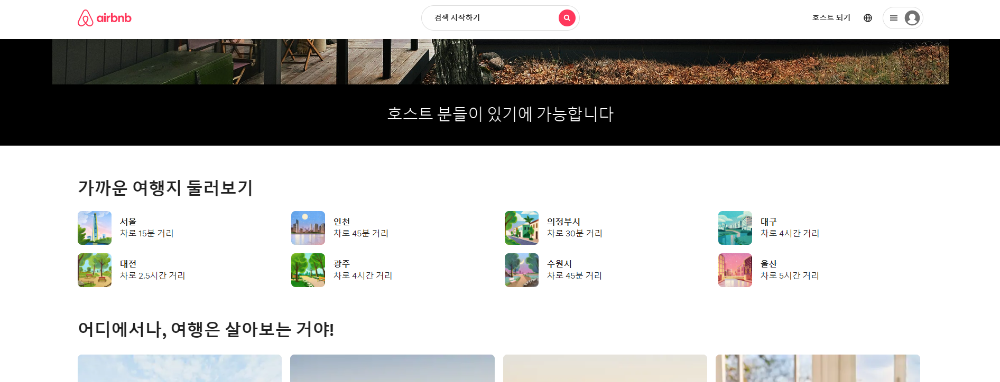 airbnb
검색 시작하기
호스트 되기
호스트 분들이 있기에 가능합니다
가까운 여행지 둘러보기
서울
차로 15분 거리
인천
차로 45분 거리
의정부시
차로 30분 거리
대구
차로 4시간 거리
대전
차로 2.5시간 거리
광주
차로 4시간 거리
수원시
차로 45분 거리
울산
차로 5시간 거리
어디에서나, 여행은 살아보는 거야!